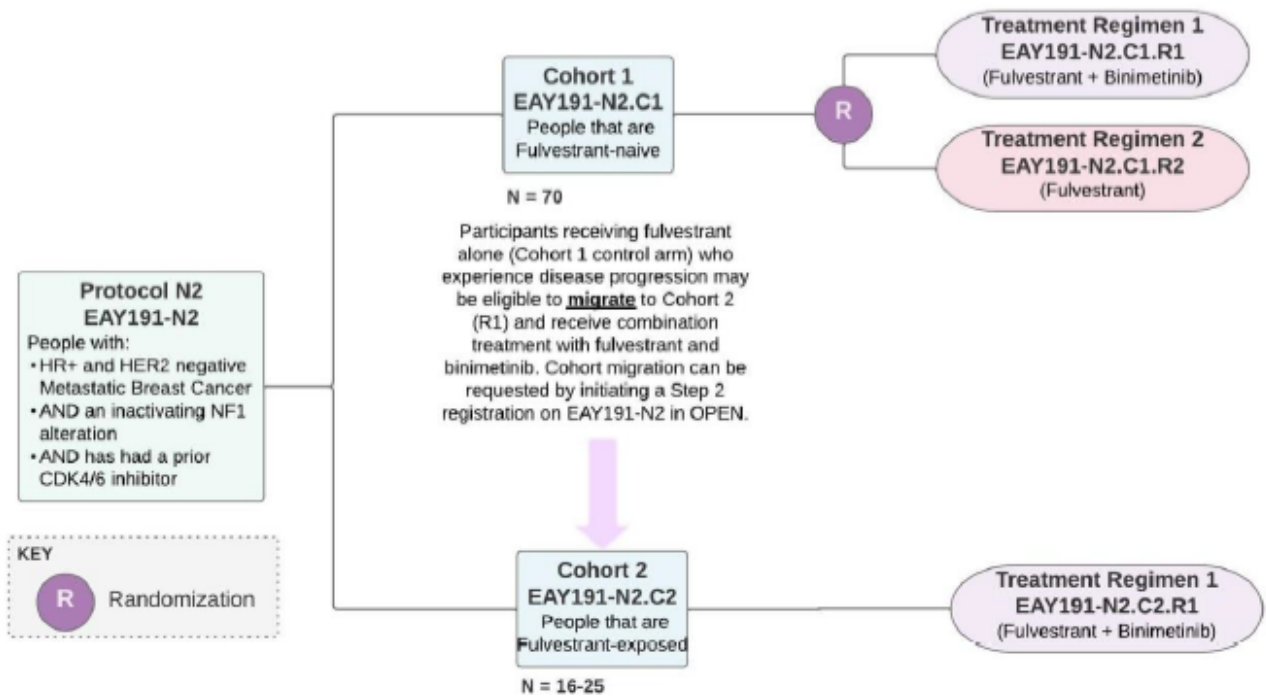 Protocol N2
EAY191-N2
People with:
• HR+ and HER2 negative
Metastatic Breast Cancer
• AND an inactivating NF1
alteration
• AND has had a prior
CDK4/6 inhibitor
KEY
R
Randomization
Cohort 1
EAY191-N2.C1
People that are
Fulvestrant-naive
N = 70
Participants receiving fulvestrant
alone (Cohort 1 control arm) who
experience disease progression may
be eligible to migrate to Cohort 2
(R1) and receive combination
treatment with fulvestrant and
binimetinib. Cohort migration can be
requested by initiating a Step 2
registration on EAY191-N2 in OPEN.
Cohort 2
EAY191-N2.C2
People that are
Fulvestrant-exposed
N = 16-25
R
Treatment Regimen 1
EAY191-N2.C1.R1
(Fulvestrant + Binimetinib)
Treatment Regimen 2
EAY191-N2.C1.R2
(Fulvestrant)
Treatment Regimen 1
EAY191-N2.C2.R1
(Fulvestrant + Binimetinib)